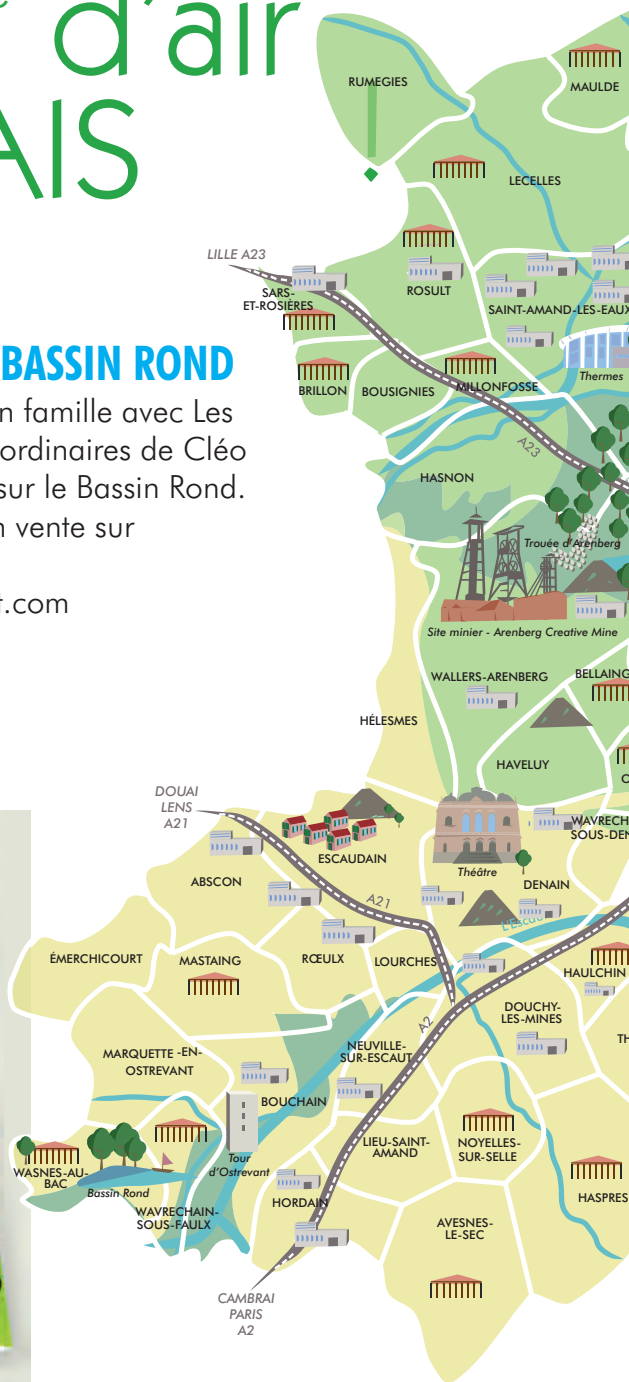 d'air
AIS
BASSIN ROND
n famille avec Les
ordinaires de Cléo
sur le Bassin Rond.
n vente sur
t.com
RUMEGIES
MAULDE
LECELLES
LILLE A23
SARS-
ET-ROSIÈRES
ROSULT
SAINT-AMAND-LES-EAUX
Thermes
BRILLON
BOUSIGNIES
MILLONFOSSE
A23
HASNON
Trouée d'Arenberg
Site minier - Arenberg Creative Mine
WALLERS-ARENBERG
BELLAING
HÉLESMES
HAVELUY
O
DOUAI
LENS
A21
WAVRECH
SOUS-DEN
ESCAUDAIN
Théâtre
ABSCON
DENAIN
A21
L'Escau
ÉMERCHICOURT
MASTAING
RŒULX
LOURCHES
HAULCHIN
DOUCHY-
LES-MINES
A2
TH
MARQUETTE -EN-
OSTREVANT
NEUVILLE-
SUR-ESCAUT
BOUCHAIN
LIEU-SAINT-
AMAND
NOYELLES-
SUR-SELLE
Tour
d'Ostrevant
WASNES-AU-
BAC
Bassin Rond
HASPRES
WAVRECHAIN-
SOUS-FAULX
HORDAIN
AVESNES-
LE-SEC
CAMBRAI
PARIS
A2